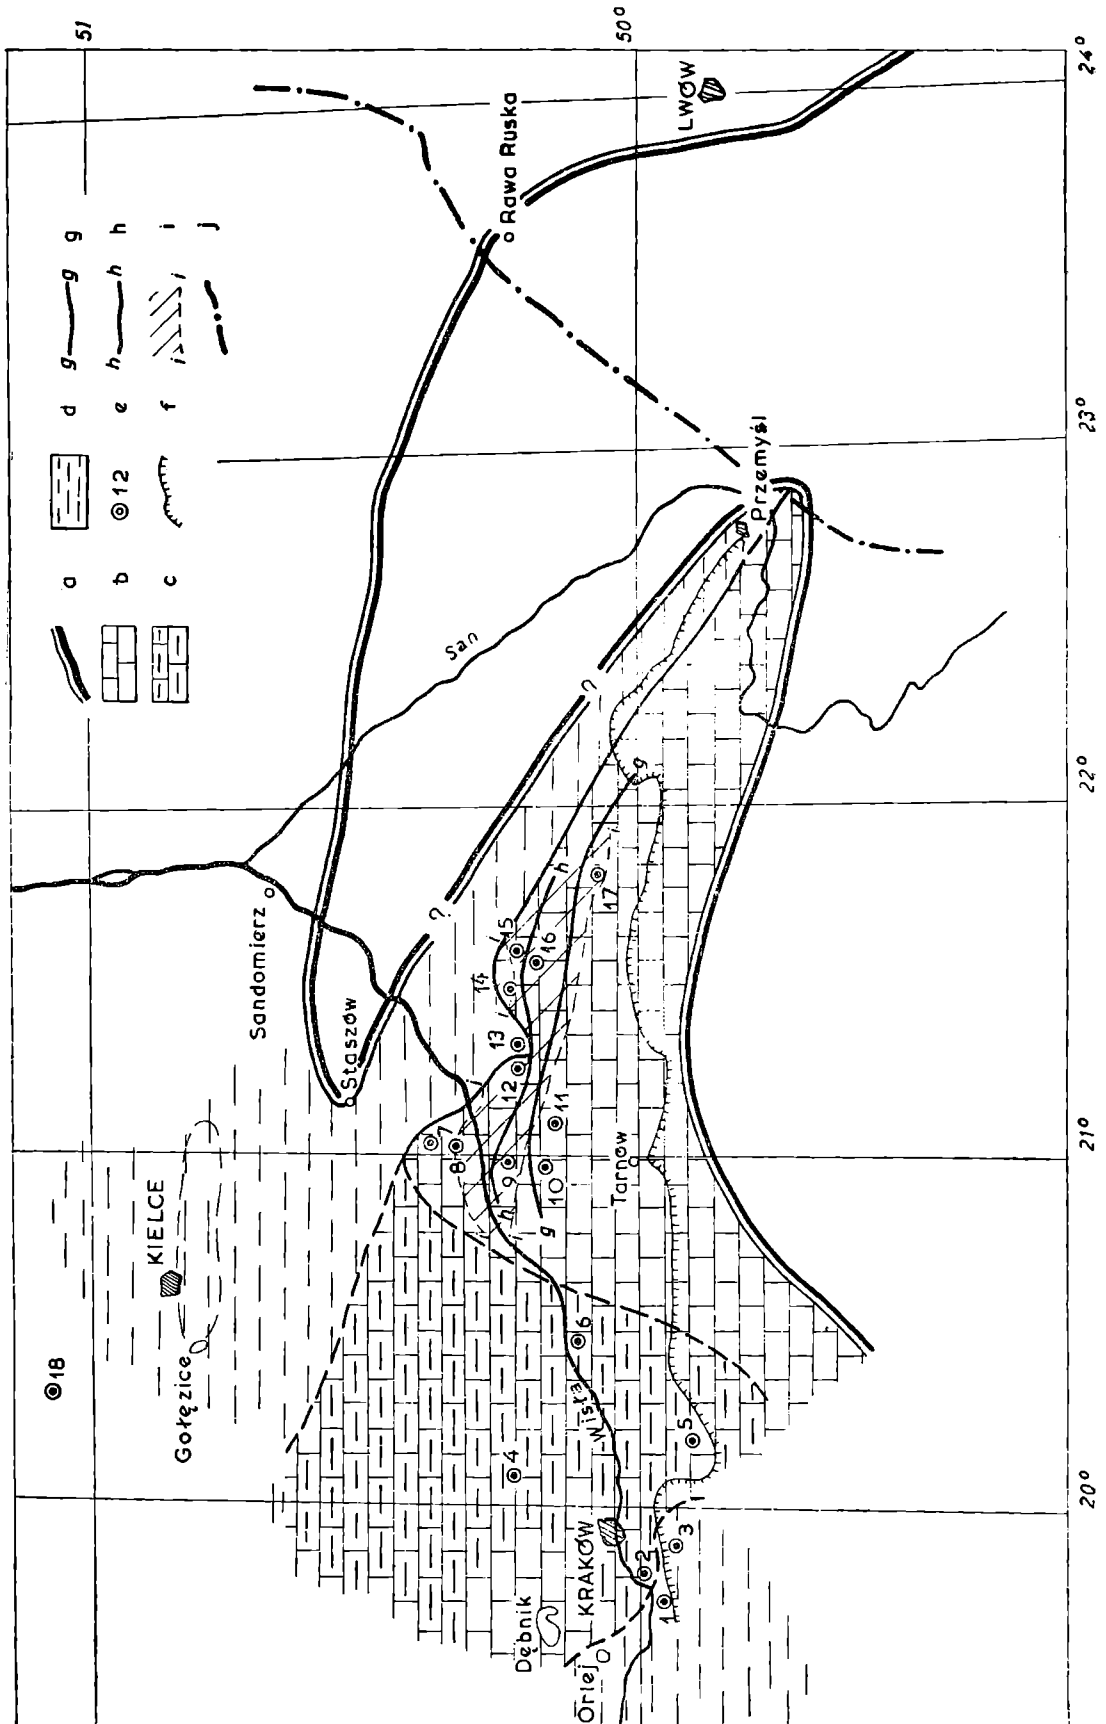 51
50°
24°
23°
22°
21°
20°
a
b
c
d
e
f
g g g
h h h
i i i
j
12
LWÓW
Rawa Ruska
Przemyśl
San
Sandomierz
Staszów
KIELCE
Gołęzice
18
?
?
g
h
17
16
15
14
13
12
11
10
9
8
7
h
g
i
Tarnów
6
Wisła
5
4
KRAKÓW
3
2
1
Dębnik
Orlej